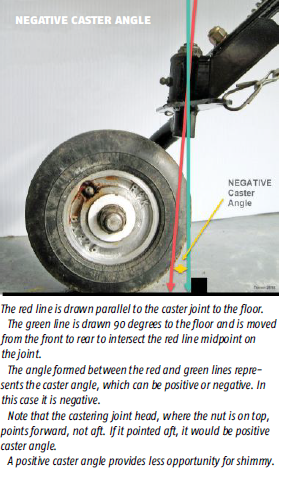 NEGATIVE CASTER ANGLE
NEGATIVE
Caster
Angle
The red line is drawn parallel to the caster joint to the floor.
The green line is drawn 90 degrees to the floor and is moved
from the front to rear to intersect the red line midpoint on
the joint.
The angle formed between the red and green lines repre-
sents the caster angle, which can be positive or negative. In
this case it is negative.
Note that the castering joint head, where the nut is on top,
points forward, not aft. If it pointed aft, it would be positive
caster angle.
A positive caster angle provides less opportunity for shimmy.